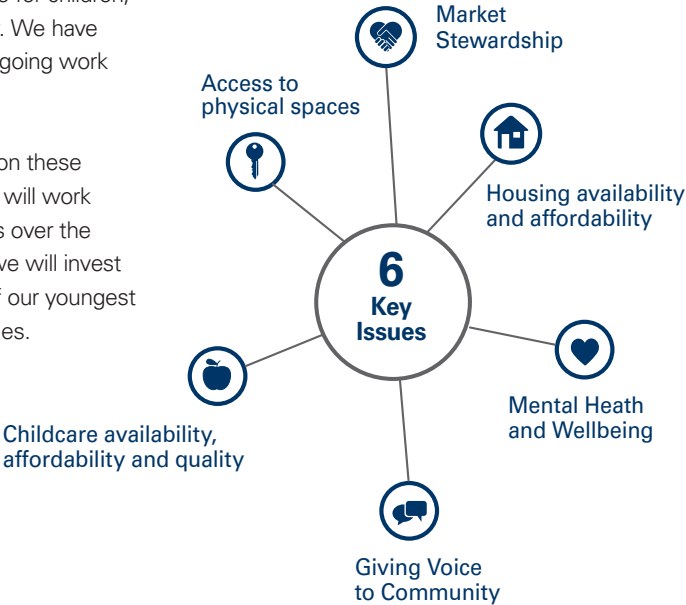 s for children,
. We have
going work
on these
will work
s over the
we will invest
f our youngest
es.
Market
Stewardship
Access to
physical spaces
Housing availability
and affordability
6
Key
Issues
Mental Heath
and Wellbeing
Childcare availability,
affordability and quality
Giving Voice
to Community